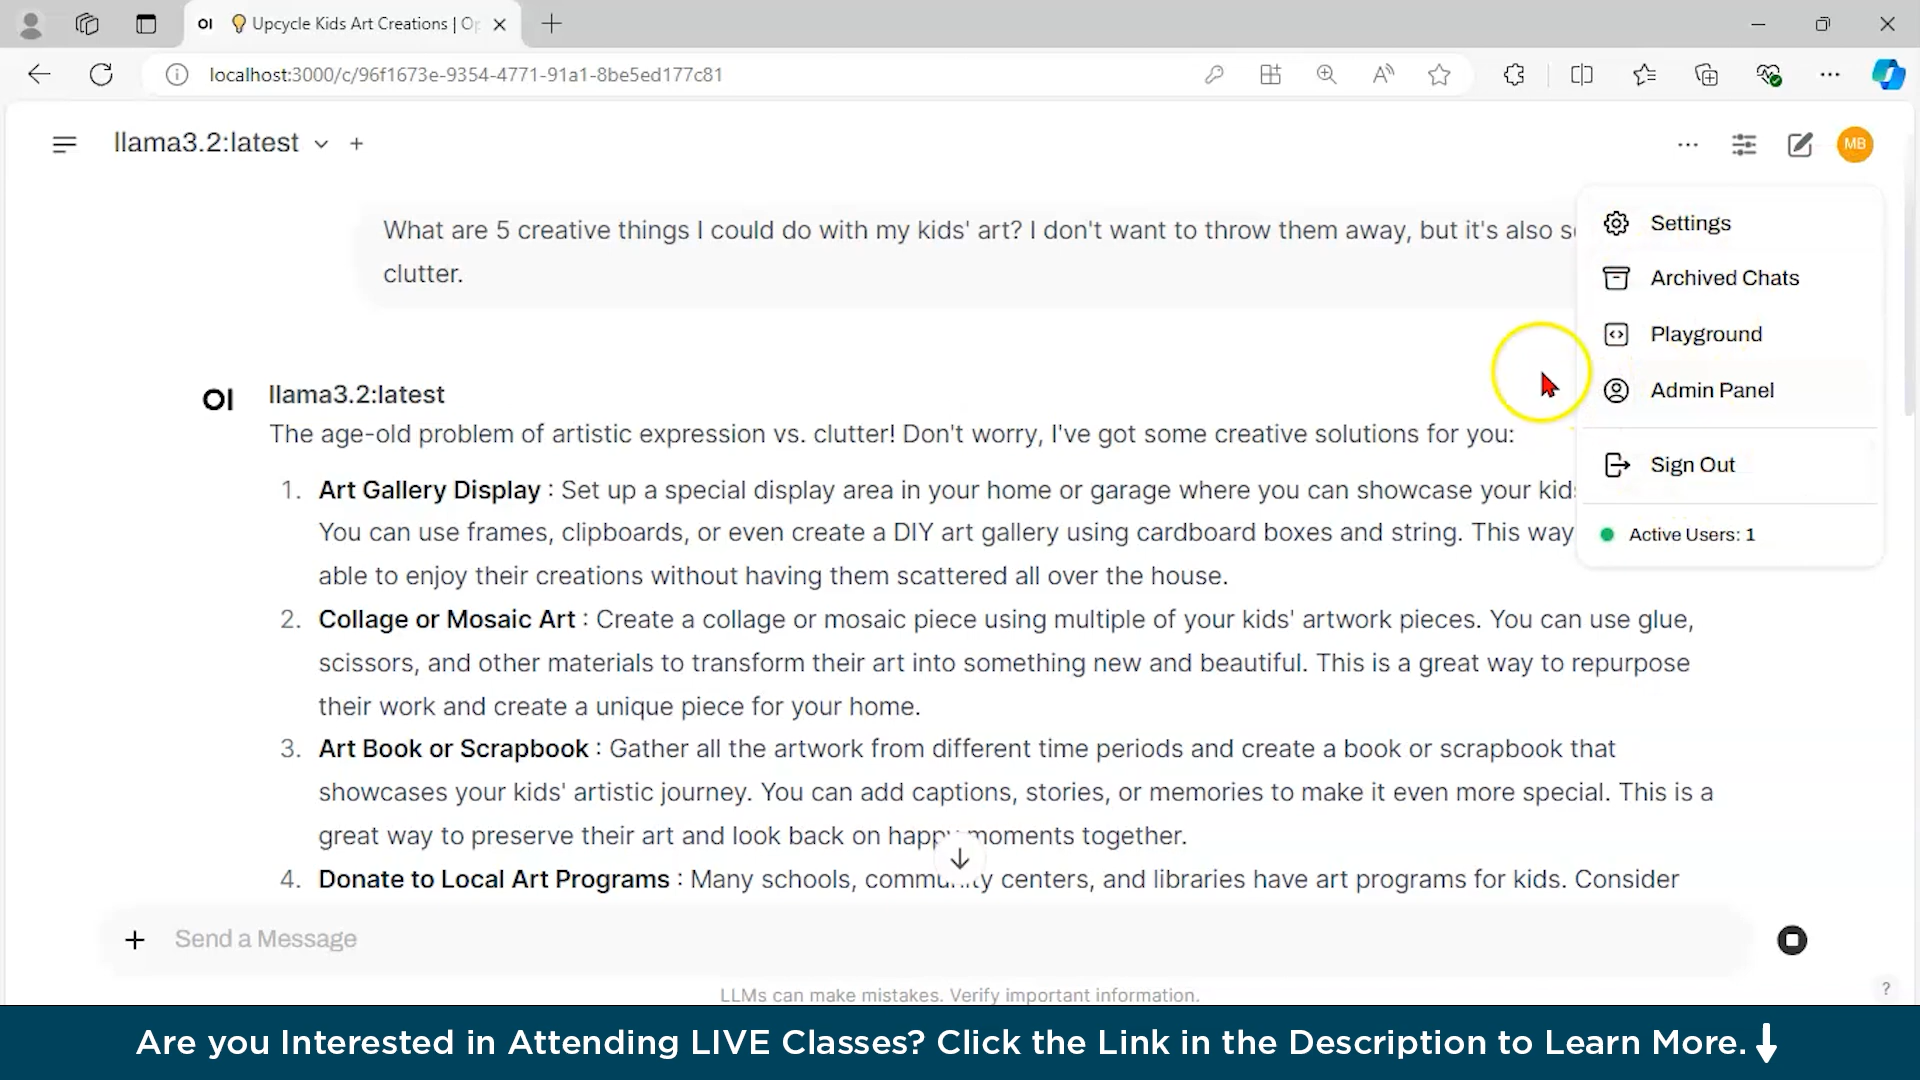 OI Upcycle Kids Art Creations | Op
localhost:3000/c/96f1673e-9354-4771-91a1-8be5ed177c81
llama3.2:latest
MB
What are 5 creative things I could do with my kids' art? I don't want to throw them away, but it's also so
clutter.
Settings
Archived Chats
Playground
Admin Panel
Sign Out
Active Users: 1
OI llama3.2:latest
The age-old problem of artistic expression vs. clutter! Don't worry, I've got some creative solutions for you:
1. Art Gallery Display : Set up a special display area in your home or garage where you can showcase your kids
You can use frames, clipboards, or even create a DIY art gallery using cardboard boxes and string. This way
able to enjoy their creations without having them scattered all over the house.
2. Collage or Mosaic Art : Create a collage or mosaic piece using multiple of your kids' artwork pieces. You can use glue,
scissors, and other materials to transform their art into something new and beautiful. This is a great way to repurpose
their work and create a unique piece for your home.
3. Art Book or Scrapbook : Gather all the artwork from different time periods and create a book or scrapbook that
showcases your kids' artistic journey. You can add captions, stories, or memories to make it even more special. This is a
great way to preserve their art and look back on happy moments together.
4. Donate to Local Art Programs : Many schools, community centers, and libraries have art programs for kids. Consider
Send a Message
LLMs can make mistakes. Verify important information.
?
Are you Interested in Attending LIVE Classes? Click the Link in the Description to Learn More.